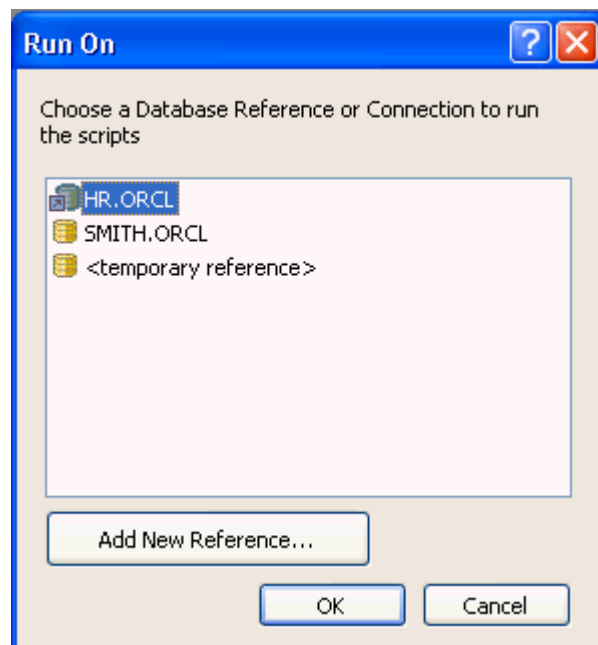 Run On
?
Choose a Database Reference or Connection to run
the scripts
HR.ORCL
SMITH.ORCL
<temporary reference>
Add New Reference...
OK
Cancel